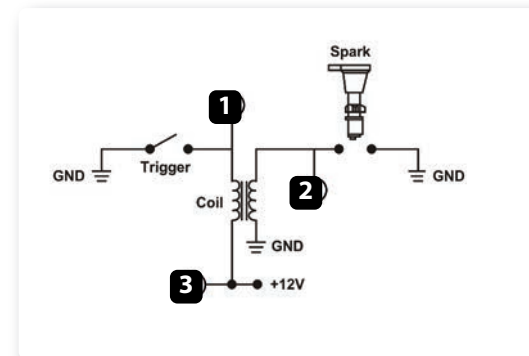 Spark
1
GND
Trigger
2
GND
Coil
GND
3
+12V